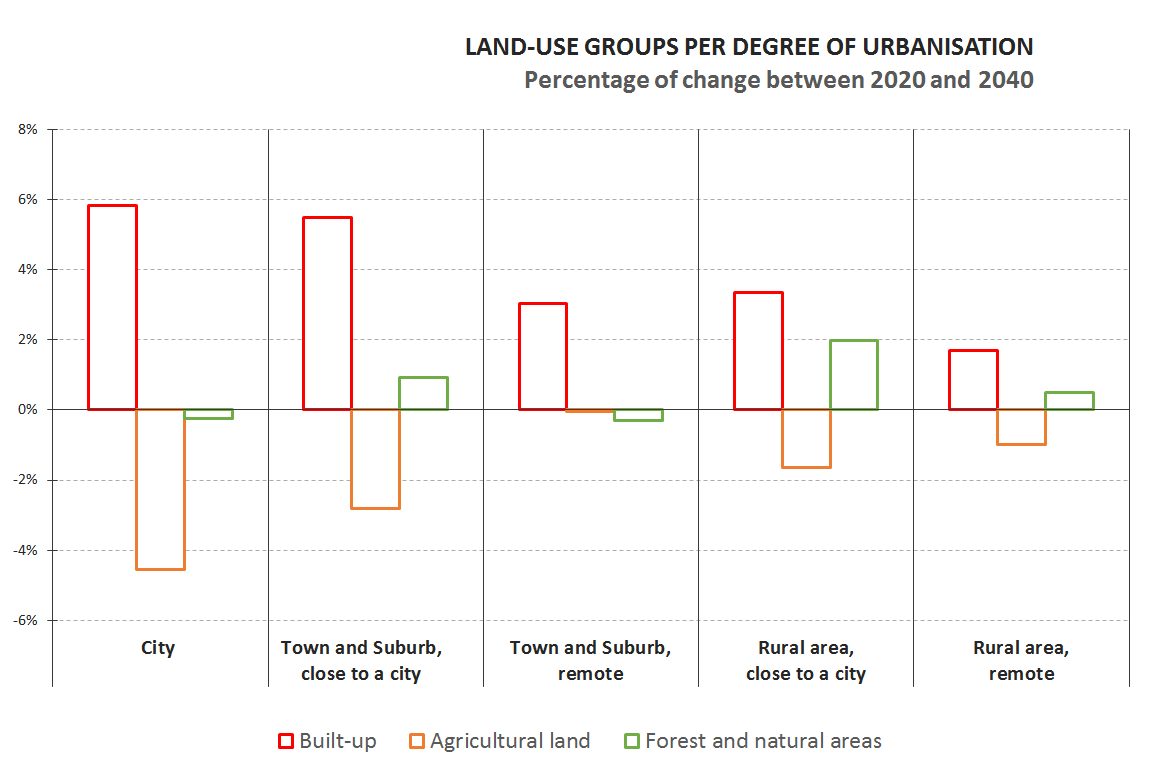 LAND-USE GROUPS PER DEGREE OF URBANISATION
Percentage of change between 2020 and 2040
8%
6%
4%
2%
0%
-2%
-4%
-6%
City
Town and Suburb,
close to a city
Town and Suburb,
remote
Rural area,
close to a city
Rural area,
remote
Built-up
Agricultural land
Forest and natural areas